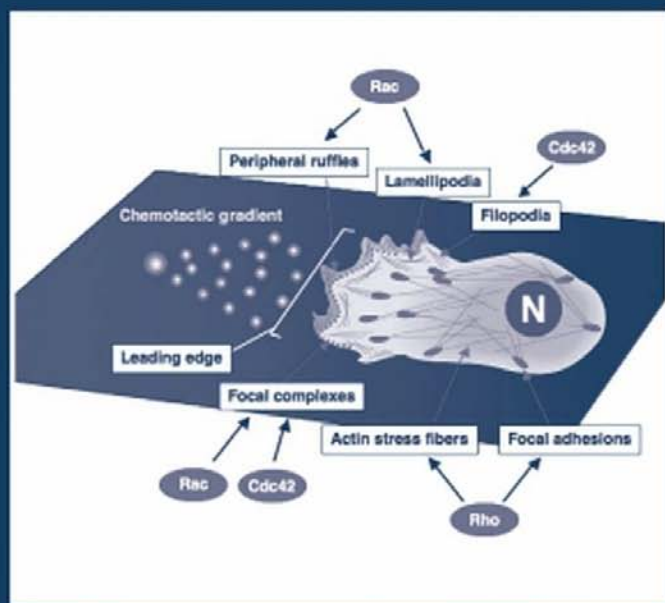 Rac
Peripheral ruffles
Lamellipodia
Cdc42
Filopodia
Chemotactic gradient
N
Leading edge
Focal complexes
Actin stress fibers
Focal adhesions
Rac
Cdc42
Rho